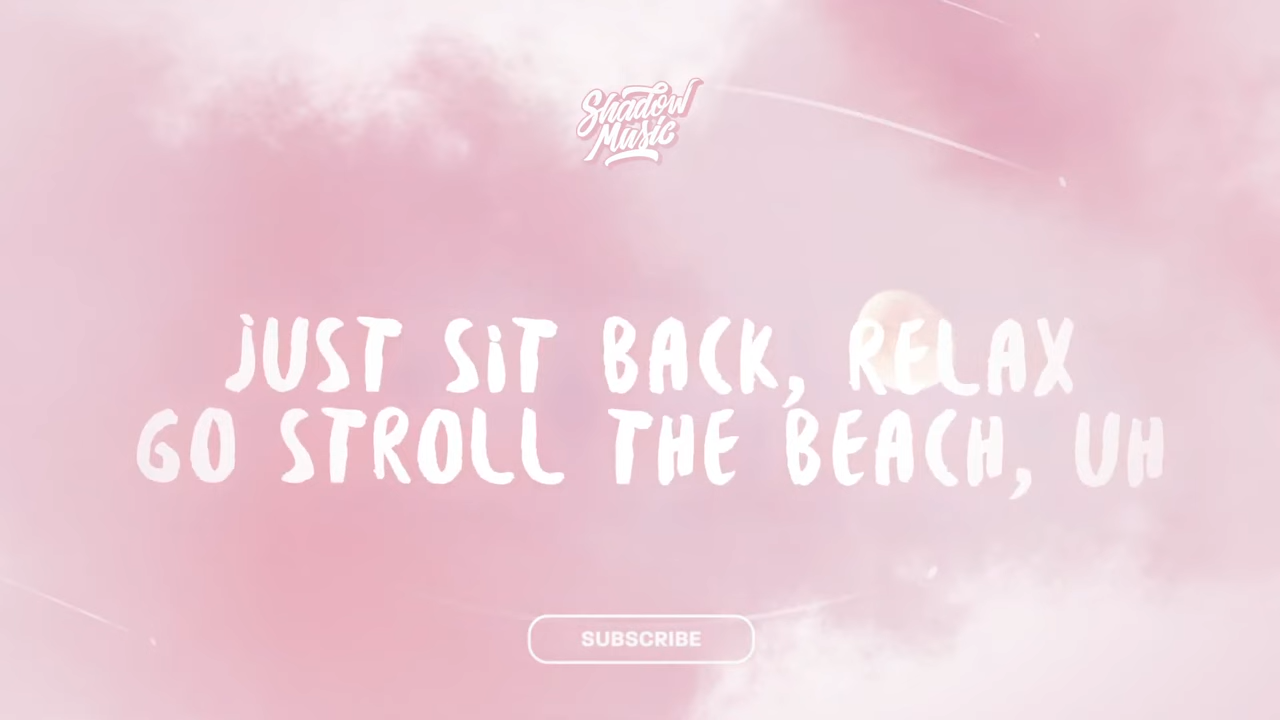 Shadow
Music
JUST SiT BACK, RELAX
GO STROLL THE BEACH, UH
SUBSCRIBE